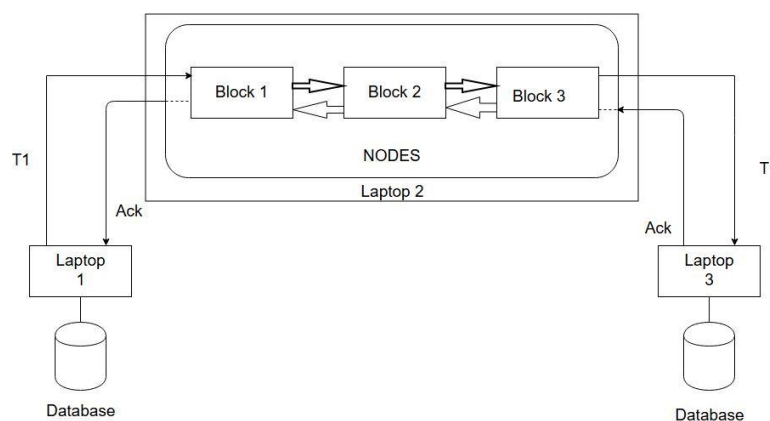 Block 1
Block 2
Block 3
NODES
Laptop 2
T1
T
Ack
Ack
Laptop
1
Laptop
3
Database
Database